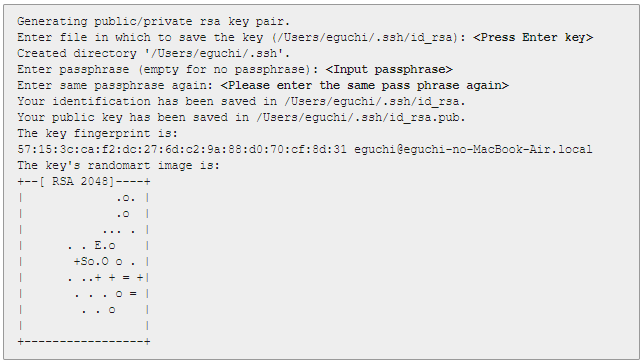 Generating public/private rsa key pair.
Enter file in which to save the key (/Users/eguchi/.ssh/id_rsa): <Press Enter key>
Created directory '/Users/eguchi/.ssh'.
Enter passphrase (empty for no passphrase): <Input passphrase>
Enter same passphrase again: <Please enter the same pass phrase again>
Your identification has been saved in /Users/eguchi/.ssh/id_rsa.
Your public key has been saved in /Users/eguchi/.ssh/id_rsa.pub.
The key fingerprint is:
57:15:3c:ca:f2:dc:27:6d:c2:9a:88:d0:70:cf:8d:31 eguchi@eguchi-no-MacBook-Air.local
The key's randomart image is:
+--[ RSA 2048]----+
|             .o. |
|             .o  |
|           ... . |
|      . . E.o    |
|       +So.O o . |
|      . ..+ + = +|
|       . . . o = |
|        . . o    |
|                 |
+-----------------+